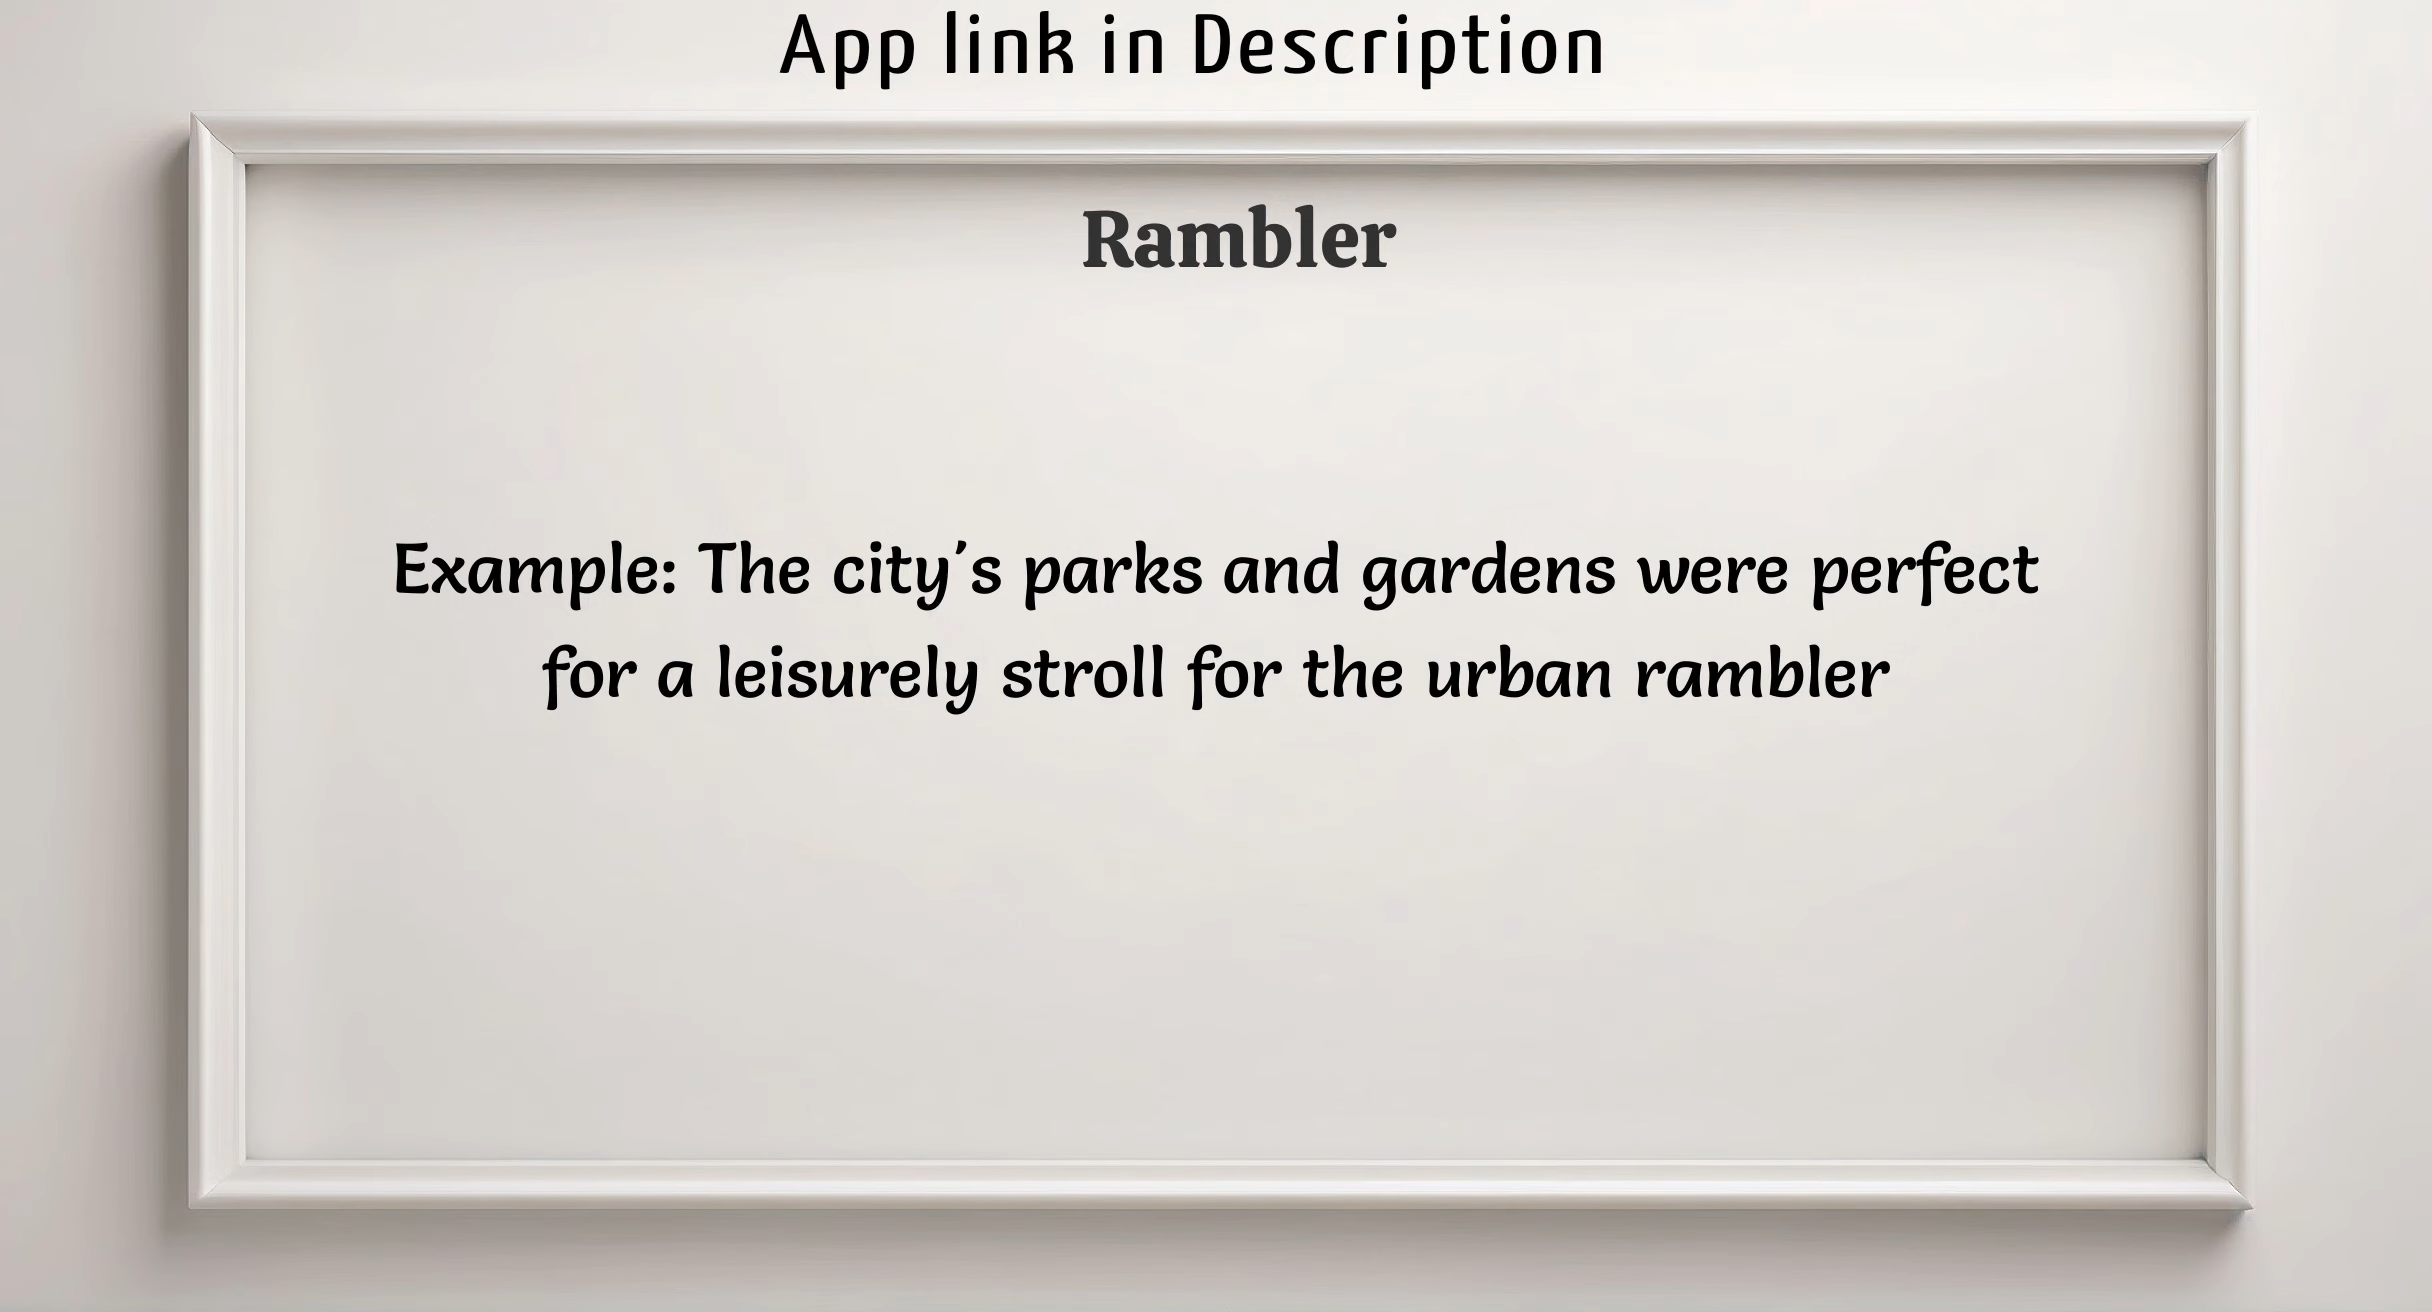 App link in Description
Rambler
Example: The city's parks and gardens were perfect
for a leisurely stroll for the urban rambler